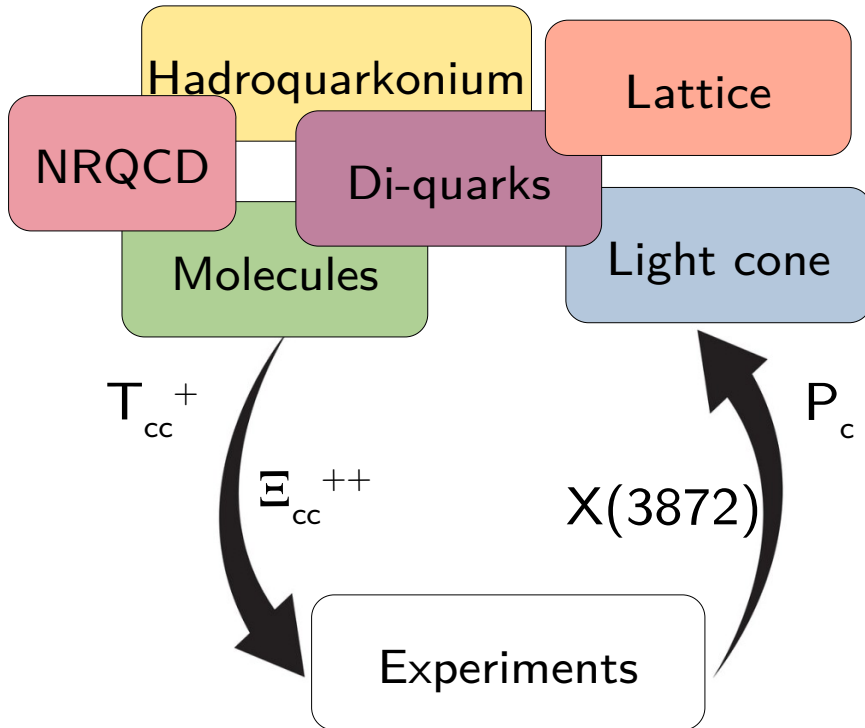 Hadroquarkonium
Lattice
NRQCD
Di-quarks
Molecules
Light cone
T_cc^+
P_c
Ξ_cc^++
X(3872)
Experiments